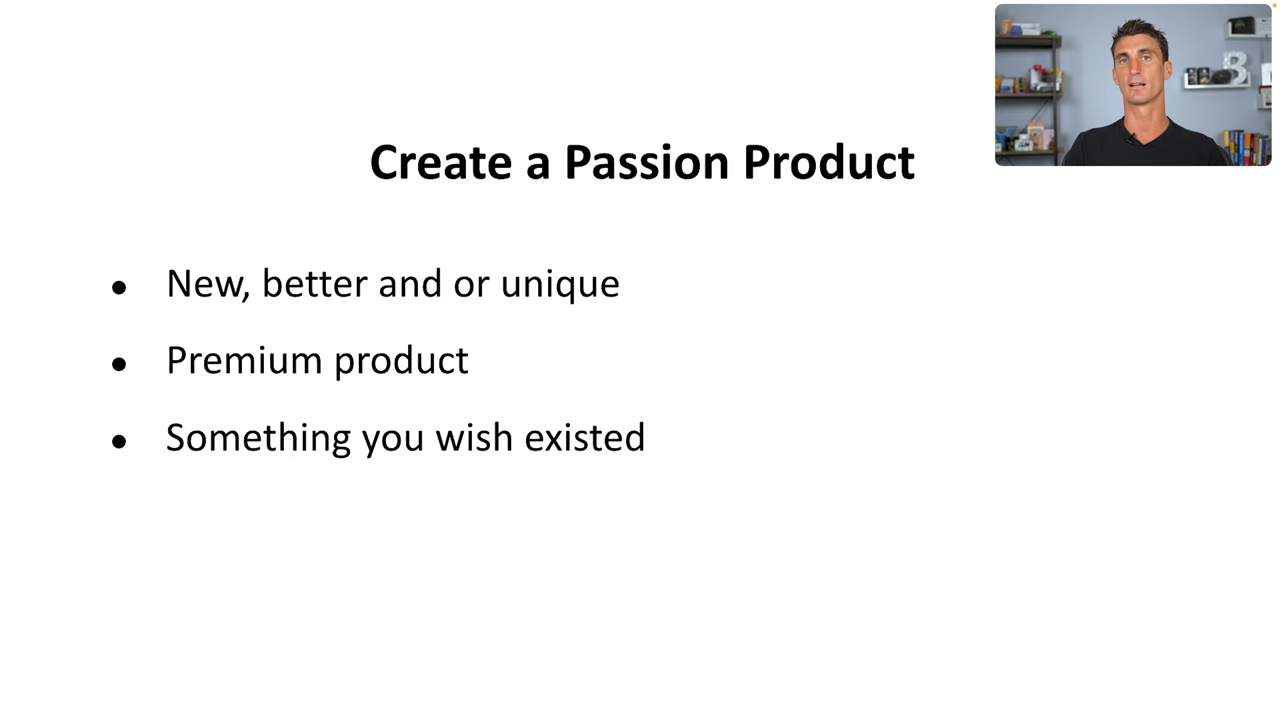 Create a Passion Product
● New, better and or unique
● Premium product
● Something you wish existed
B